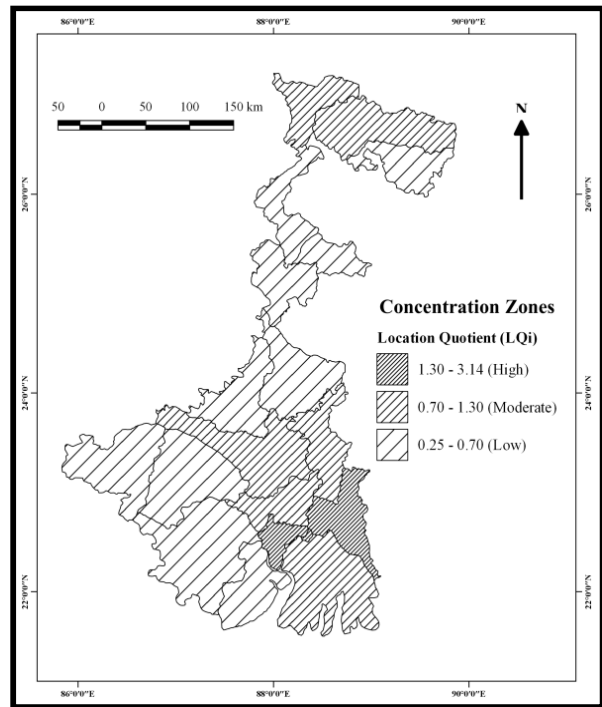 86°0'0"E 88°0'0"E 90°0'0"E
50 0 50 100 150 km
N
26°0'0"N 26°0'0"N
Concentration Zones
Location Quotient (LQi)
1.30 - 3.14 (High)
24°0'0"N 24°0'0"N
0.70 - 1.30 (Moderate)
0.25 - 0.70 (Low)
22°0'0"N 22°0'0"N
86°0'0"E 88°0'0"E 90°0'0"E